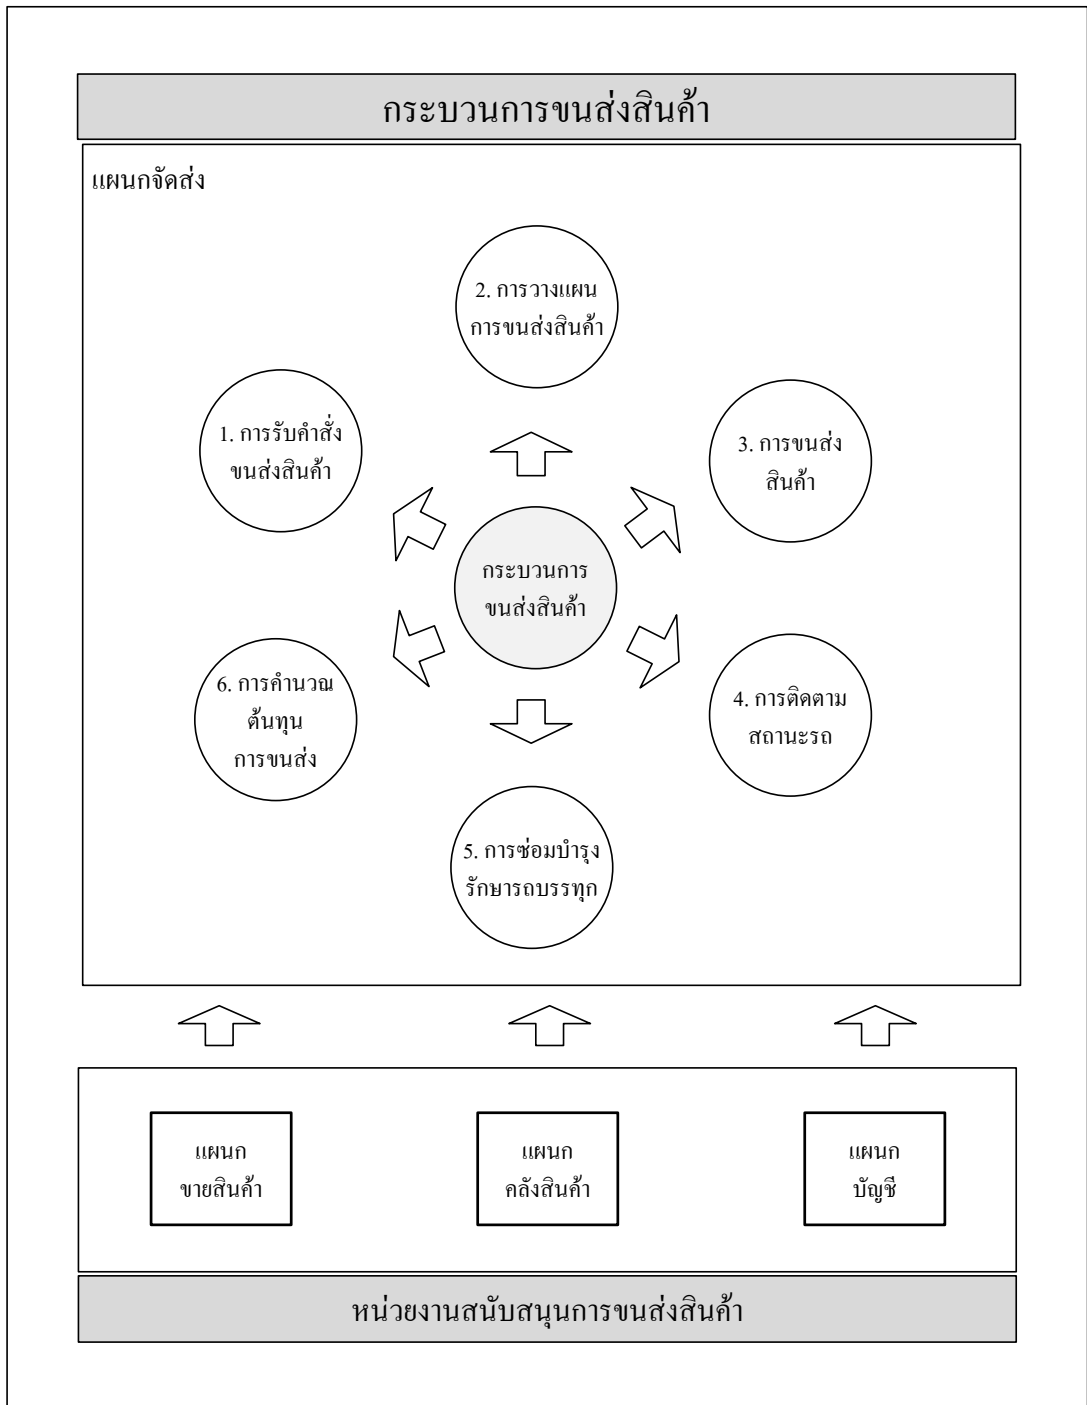 กระบวนการขนส่งสินค้า
แผนกจัดส่ง
2. การวางแผน
การขนส่งสินค้า
1. การรับคำสั่ง
ขนส่งสินค้า
3. การขนส่ง
สินค้า
กระบวนการ
ขนส่งสินค้า
6. การคำนวณ
ต้นทุน
การขนส่ง
4. การติดตาม
สถานะรถ
5. การซ่อมบำรุง
รักษารถบรรทุก
แผนก
ขายสินค้า
แผนก
คลังสินค้า
แผนก
บัญชี
หน่วยงานสนับสนุนการขนส่งสินค้า